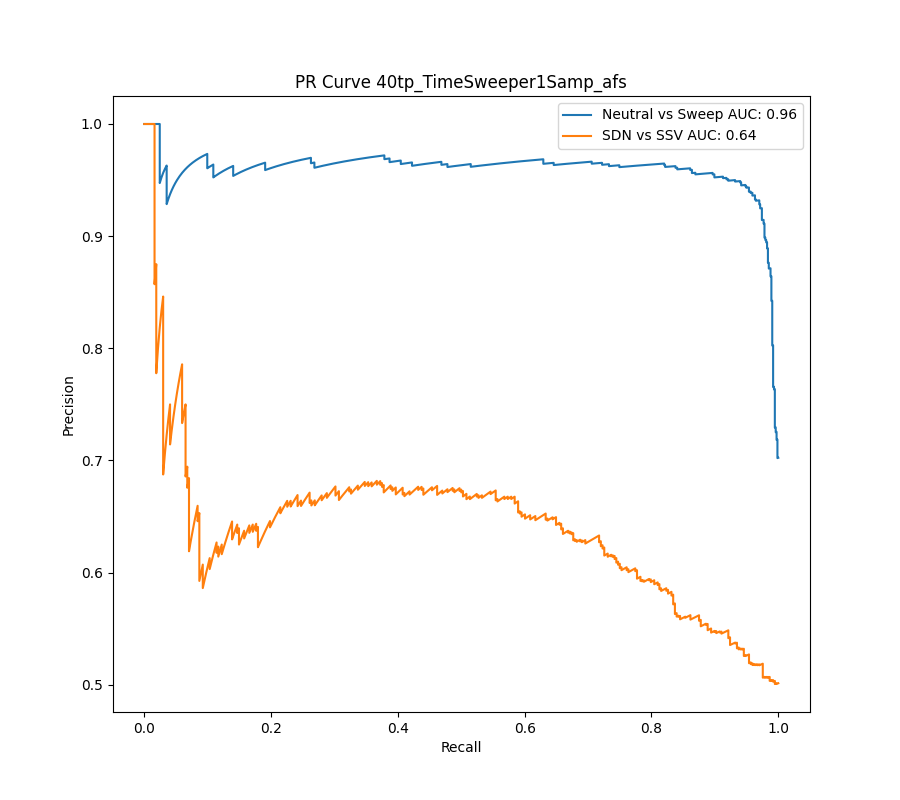 PR Curve 40tp_TimeSweeper1Samp_afs
Neutral vs Sweep AUC: 0.96
SDN vs SSV AUC: 0.64
1.0
0.9
0.8
0.7
0.6
0.5
Precision
0.0 0.2 0.4 0.6 0.8 1.0
Recall